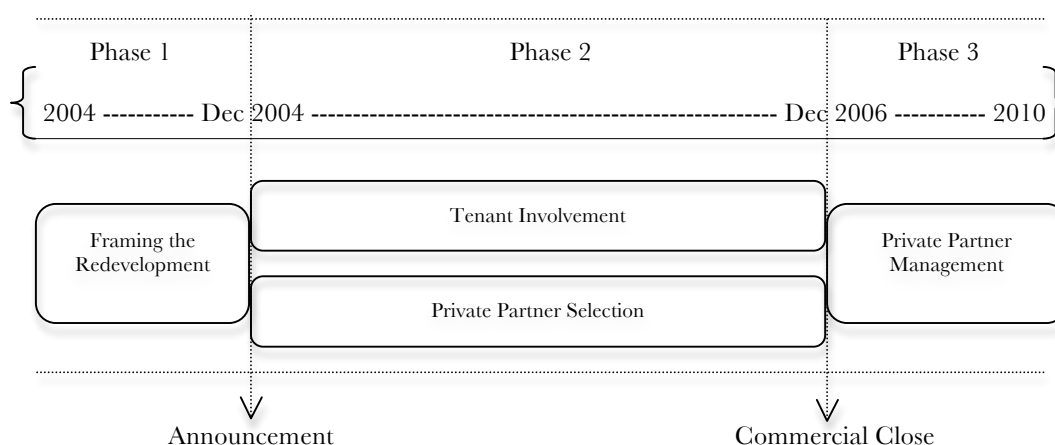 Phase 1 Phase 2 Phase 3
2004 ----------- Dec 2004 --------------------------------------------------------- Dec 2006 ----------- 2010
Tenant Involvement
Framing the
Redevelopment
Private Partner
Management
Private Partner Selection
Announcement Commercial Close